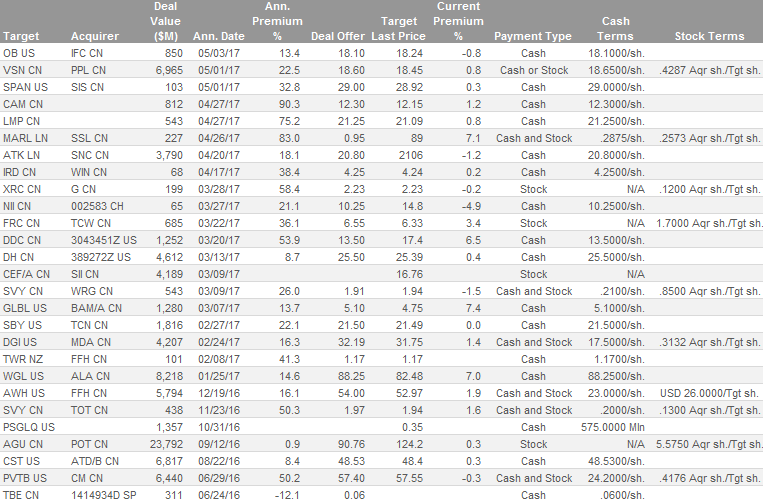 Deal Ann. Current
Value Premium Target Premium Cash
Target Acquirer ($M) Ann. Date % Deal Offer Last Price % Payment Type Terms Stock Terms
OB US IFC CN 850 05/03/17 13.4 18.10 18.24 -0.8 Cash 18.1000/sh.
VSN CN PPL CN 6,965 05/01/17 22.5 18.60 18.45 0.8 Cash or Stock 18.6500/sh. .4287 Aqr sh./Tgt sh.
SPAN US SIS CN 103 05/01/17 32.8 29.00 28.92 0.3 Cash 29.0000/sh.
CAM CN 812 04/27/17 90.3 12.30 12.15 1.2 Cash 12.3000/sh.
LMP CN 543 04/27/17 75.2 21.25 21.09 0.8 Cash 21.2500/sh.
MARL LN SSL CN 227 04/26/17 83.0 0.95 89 7.1 Cash and Stock .2875/sh. .2573 Aqr sh./Tgt sh.
ATK LN SNC CN 3,790 04/20/17 18.1 20.80 2106 -1.2 Cash 20.8000/sh.
IRD CN WIN CN 68 04/17/17 38.4 4.25 4.24 0.2 Cash 4.2500/sh.
XRC CN G CN 199 03/28/17 58.4 2.23 2.23 -0.2 Stock N/A .1200 Aqr sh./Tgt sh.
NII CN 002583 CH 65 03/27/17 21.1 10.25 14.8 -4.9 Cash 10.2500/sh.
FRC CN TCW CN 685 03/22/17 36.1 6.55 6.33 3.4 Stock N/A 1.7000 Aqr sh./Tgt sh.
DDC CN 3043451Z US 1,252 03/20/17 53.9 13.50 17.4 6.5 Cash 13.5000/sh.
DH CN 389272Z US 4,612 03/13/17 8.7 25.50 25.39 0.4 Cash 25.5000/sh.
CEF/A CN SII CN 4,189 03/09/17 16.76 Stock N/A
SVY CN WRG CN 543 03/09/17 26.0 1.91 1.94 -1.5 Cash and Stock .2100/sh. .8500 Aqr sh./Tgt sh.
GLBL US BAM/A CN 1,280 03/07/17 13.7 5.10 4.75 7.4 Cash 5.1000/sh.
SBY US TCN CN 1,816 02/27/17 22.1 21.50 21.49 0.0 Cash 21.5000/sh.
DGI US MDA CN 4,207 02/24/17 16.3 32.19 31.75 1.4 Cash and Stock 17.5000/sh. .3132 Aqr sh./Tgt sh.
TWR NZ FFH CN 101 02/08/17 41.3 1.17 1.17 Cash 1.1700/sh.
WGL US ALA CN 8,218 01/25/17 14.6 88.25 82.48 7.0 Cash 88.2500/sh.
AWH US FFH CN 5,794 12/19/16 16.1 54.00 52.97 1.9 Cash and Stock 23.0000/sh. USD 26.0000/Tgt sh.
SVY CN TOT CN 438 11/23/16 50.3 1.97 1.94 1.6 Cash and Stock .2000/sh. .1300 Aqr sh./Tgt sh.
PSGLQ US 1,357 10/31/16 0.35 Cash 575.0000 Mln
AGU CN POT CN 23,792 09/12/16 0.9 90.76 124.2 0.3 Stock N/A 5.5750 Aqr sh./Tgt sh.
CST US ATD/B CN 6,817 08/22/16 8.4 48.53 48.4 0.3 Cash 48.5300/sh.
PVTB US CM CN 6,440 06/29/16 50.2 57.40 57.55 -0.3 Cash and Stock 24.2000/sh. .4176 Aqr sh./Tgt sh.
TBE CN 1414934D SP 311 06/24/16 -12.1 0.06 Cash .0600/sh.